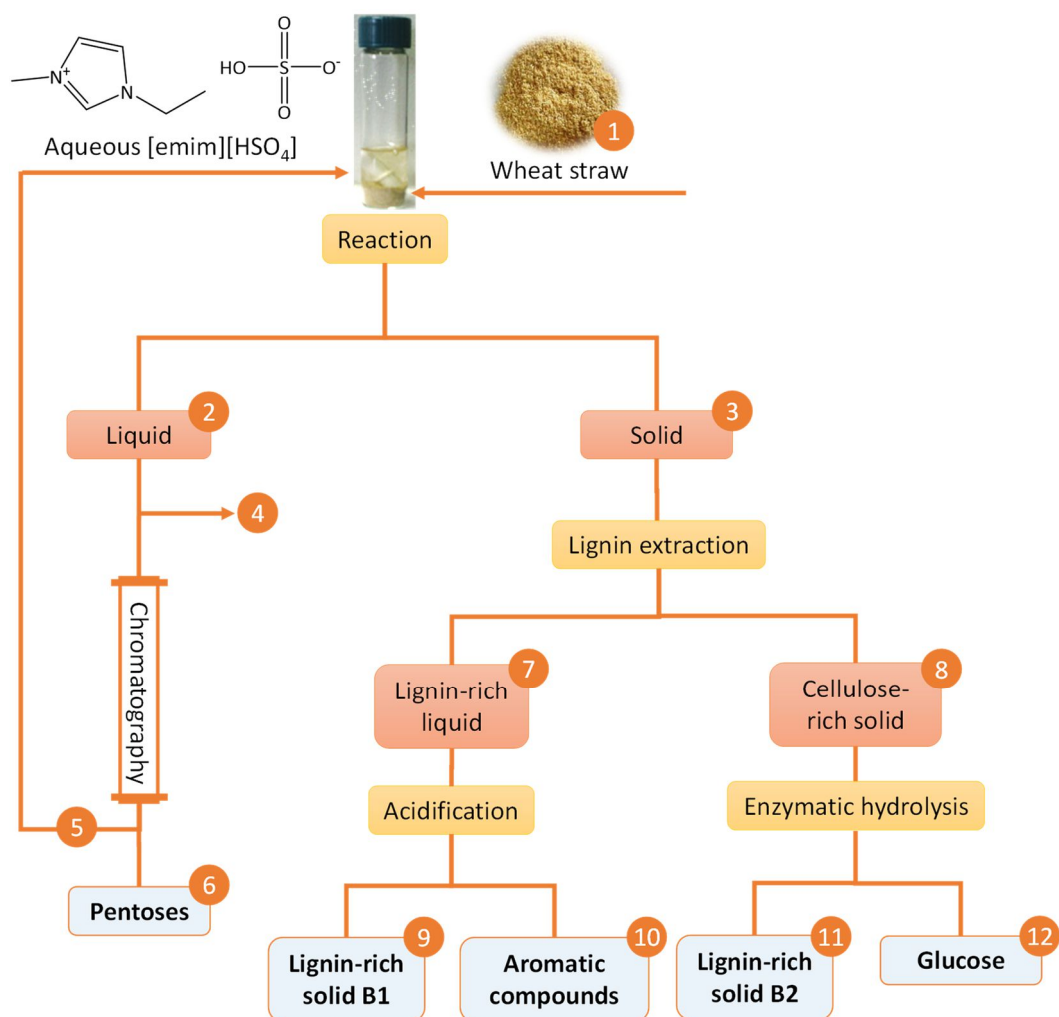 O
HO
S
O-
O
N+
N
Aqueous [emim][HSO4]
1
Wheat straw
Reaction
2
Liquid
3
Solid
4
Lignin extraction
Chromatography
7
Lignin-rich
liquid
8
Cellulose-
rich solid
Acidification
Enzymatic hydrolysis
5
6
Pentoses
9
Lignin-rich
solid B1
10
Aromatic
compounds
11
Lignin-rich
solid B2
12
Glucose